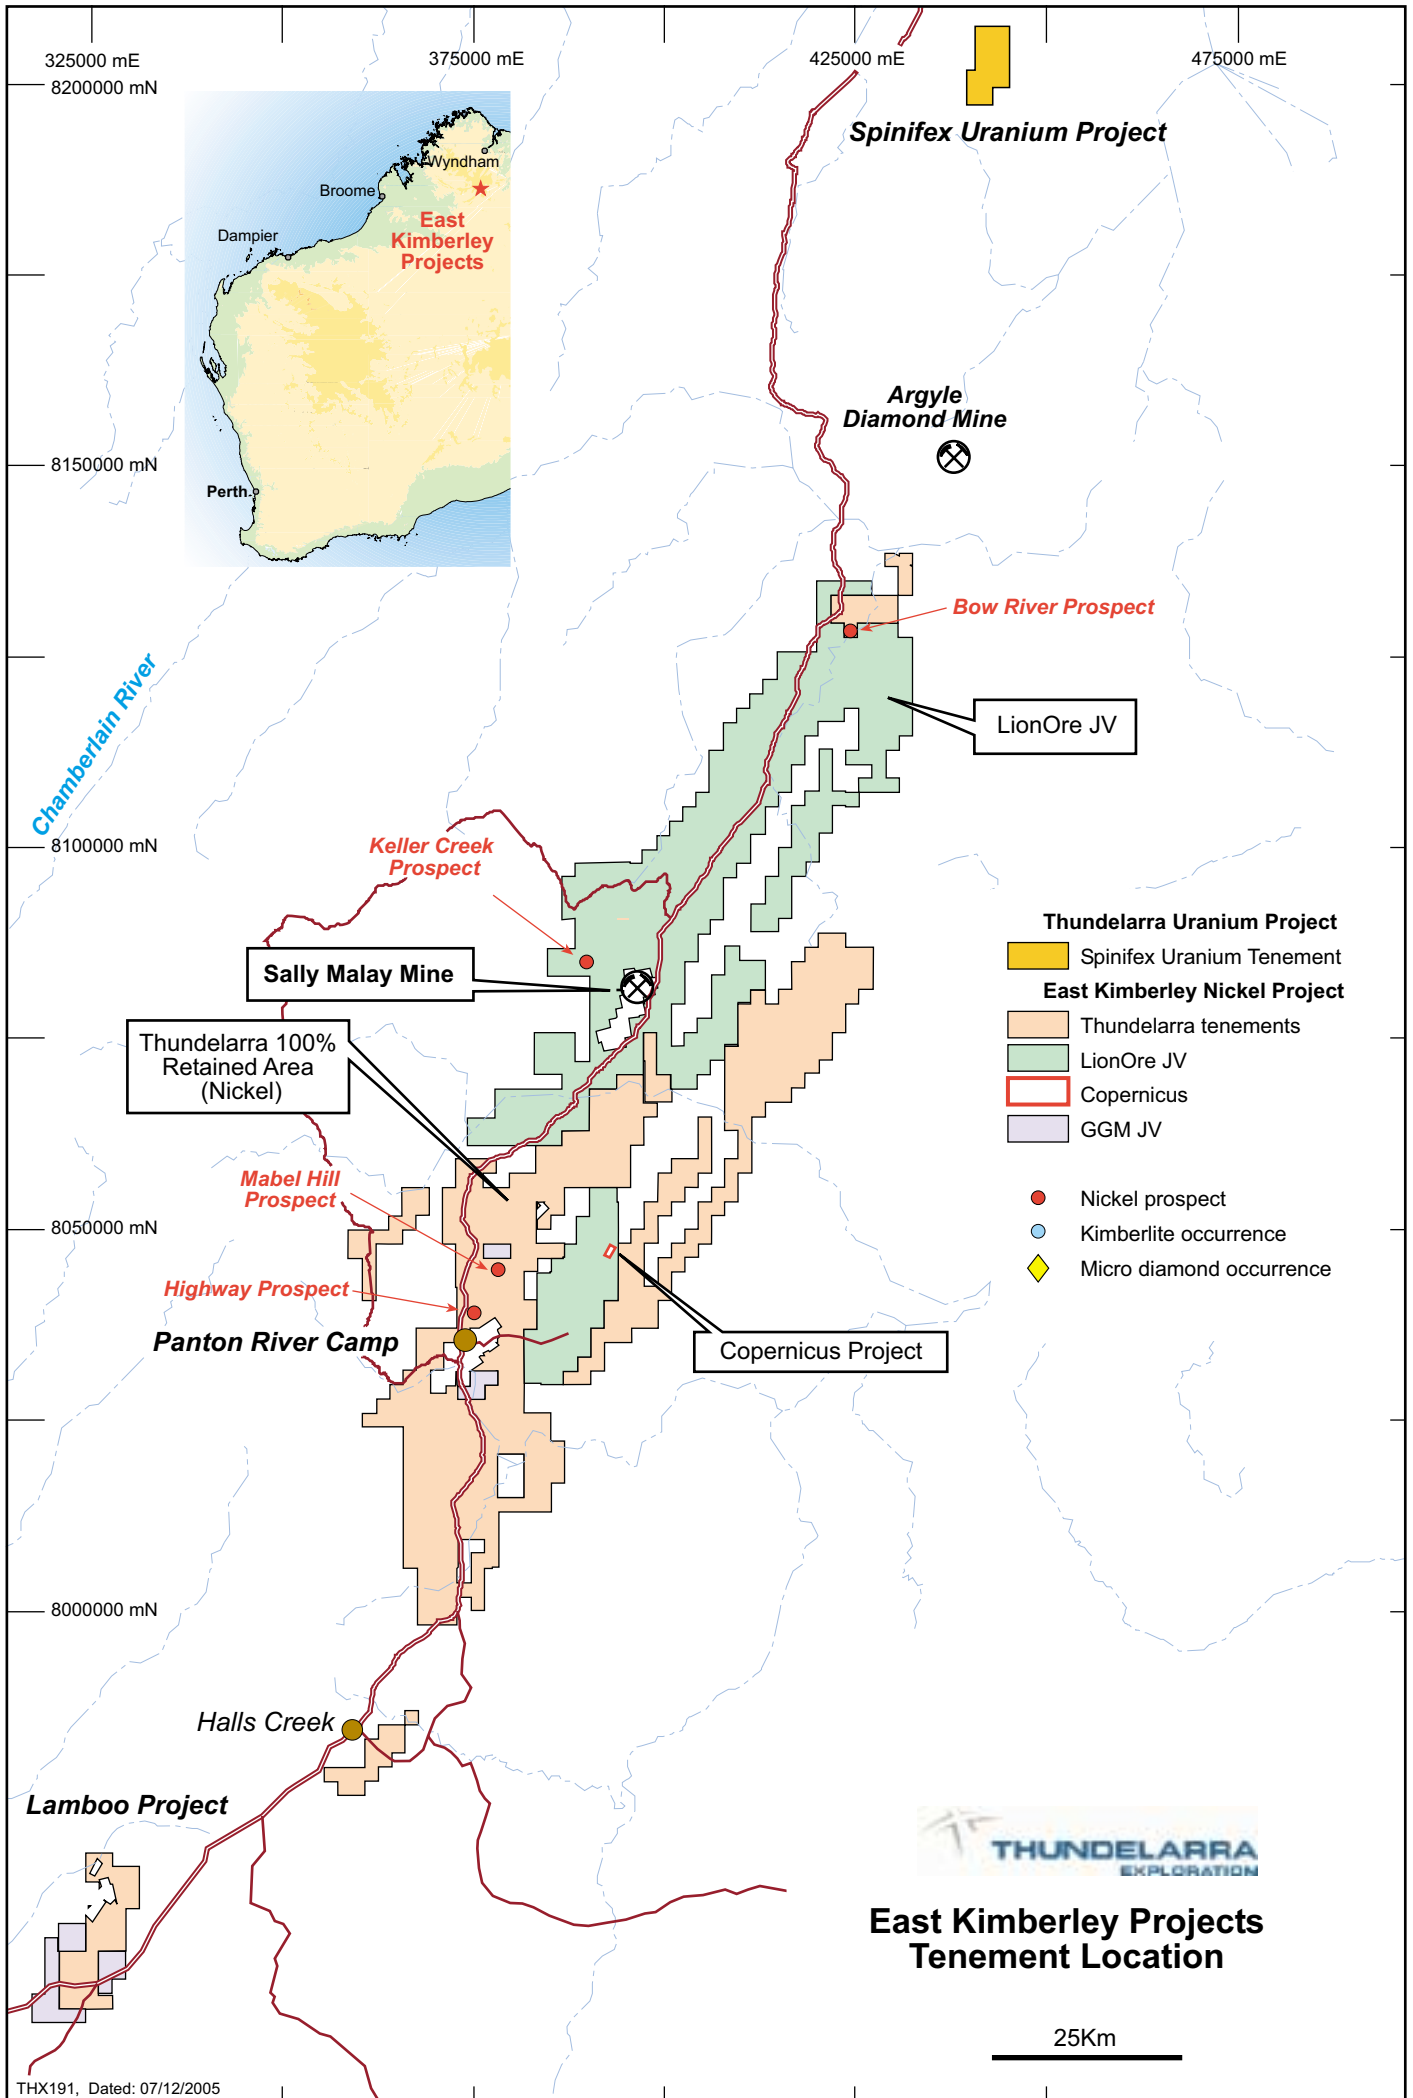 325000 mE
375000 mE
425000 mE
475000 mE
8200000 mN
Spinifex Uranium Project
Wyndham
Broome
East
Kimberley
Projects
Dampier
Perth
Argyle
Diamond Mine
8150000 mN
Bow River Prospect
LionOre JV
Chamberlain River
8100000 mN
Keller Creek
Prospect
Sally Malay Mine
Thundelarra 100%
Retained Area
(Nickel)
Thundelarra Uranium Project
Spinifex Uranium Tenement
East Kimberley Nickel Project
Thundelarra tenements
LionOre JV
Copernicus
GGM JV
Nickel prospect
Kimberlite occurrence
Micro diamond occurrence
Mabel Hill
Prospect
8050000 mN
Highway Prospect
Panton River Camp
Copernicus Project
8000000 mN
Halls Creek
Lamboo Project
THUNDELARRA
EXPLORATION
East Kimberley Projects
Tenement Location
25Km
THX191, Dated: 07/12/2005